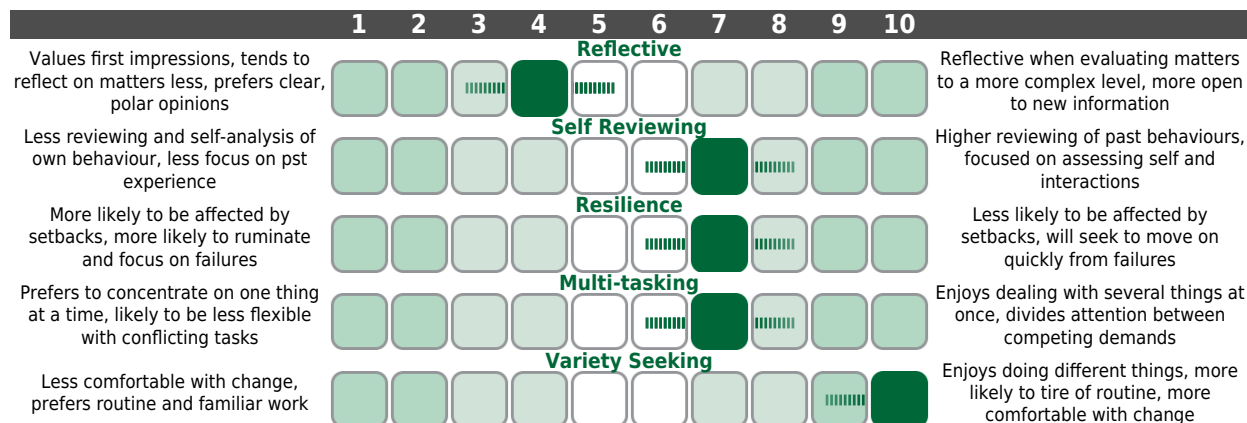 1 2 3 4 5 6 7 8 9 10
Reflective
Values first impressions, tends to
reflect on matters less, prefers clear,
polar opinions
Reflective when evaluating matters
to a more complex level, more open
to new information
Self Reviewing
Less reviewing and self-analysis of
own behaviour, less focus on pst
experience
Higher reviewing of past behaviours,
focused on assessing self and
interactions
Resilience
More likely to be affected by
setbacks, more likely to ruminate
and focus on failures
Less likely to be affected by
setbacks, will seek to move on
quickly from failures
Multi-tasking
Prefers to concentrate on one thing
at a time, likely to be less flexible
with conflicting tasks
Enjoys dealing with several things at
once, divides attention between
competing demands
Variety Seeking
Less comfortable with change,
prefers routine and familiar work
Enjoys doing different things, more
likely to tire of routine, more
comfortable with change